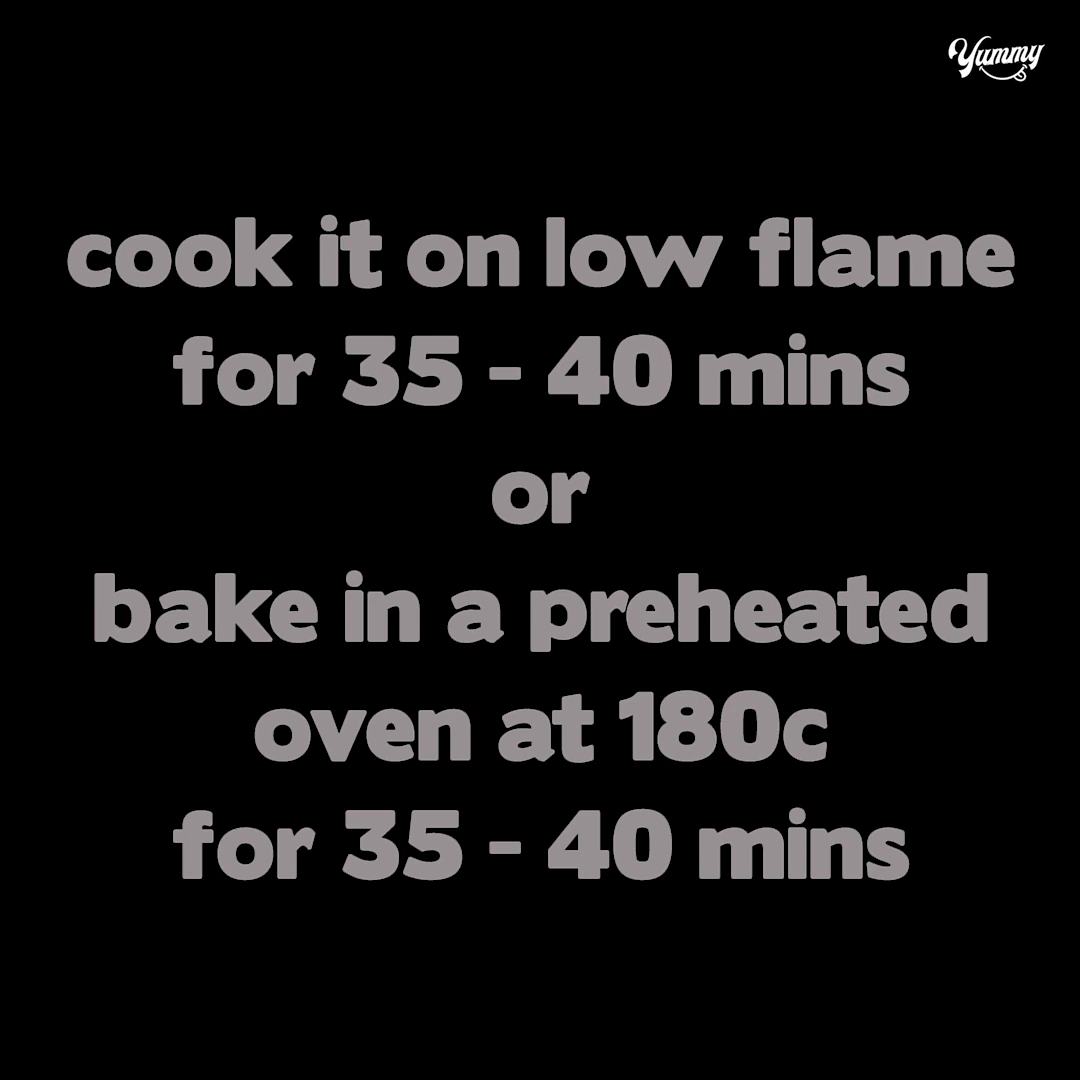 Yummy
cook it on low flame
for 35 - 40 mins
or
bake in a preheated
oven at 180c
for 35 - 40 mins